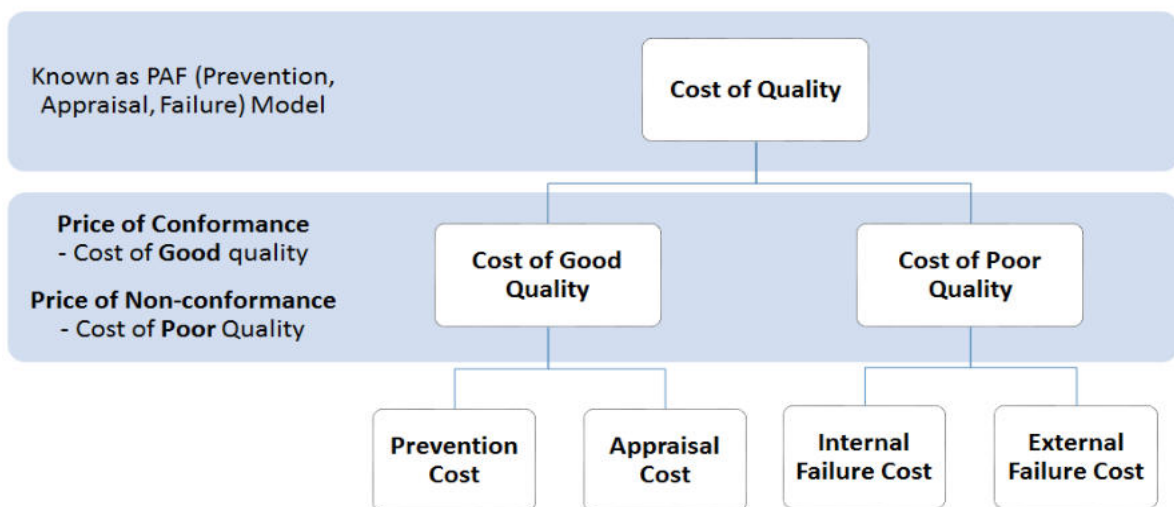 Known as PAF (Prevention,
Appraisal, Failure) Model
Cost of Quality
Price of Conformance
- Cost of Good quality
Price of Non-conformance
- Cost of Poor Quality
Cost of Good
Quality
Cost of Poor
Quality
Prevention
Cost
Appraisal
Cost
Internal
Failure Cost
External
Failure Cost